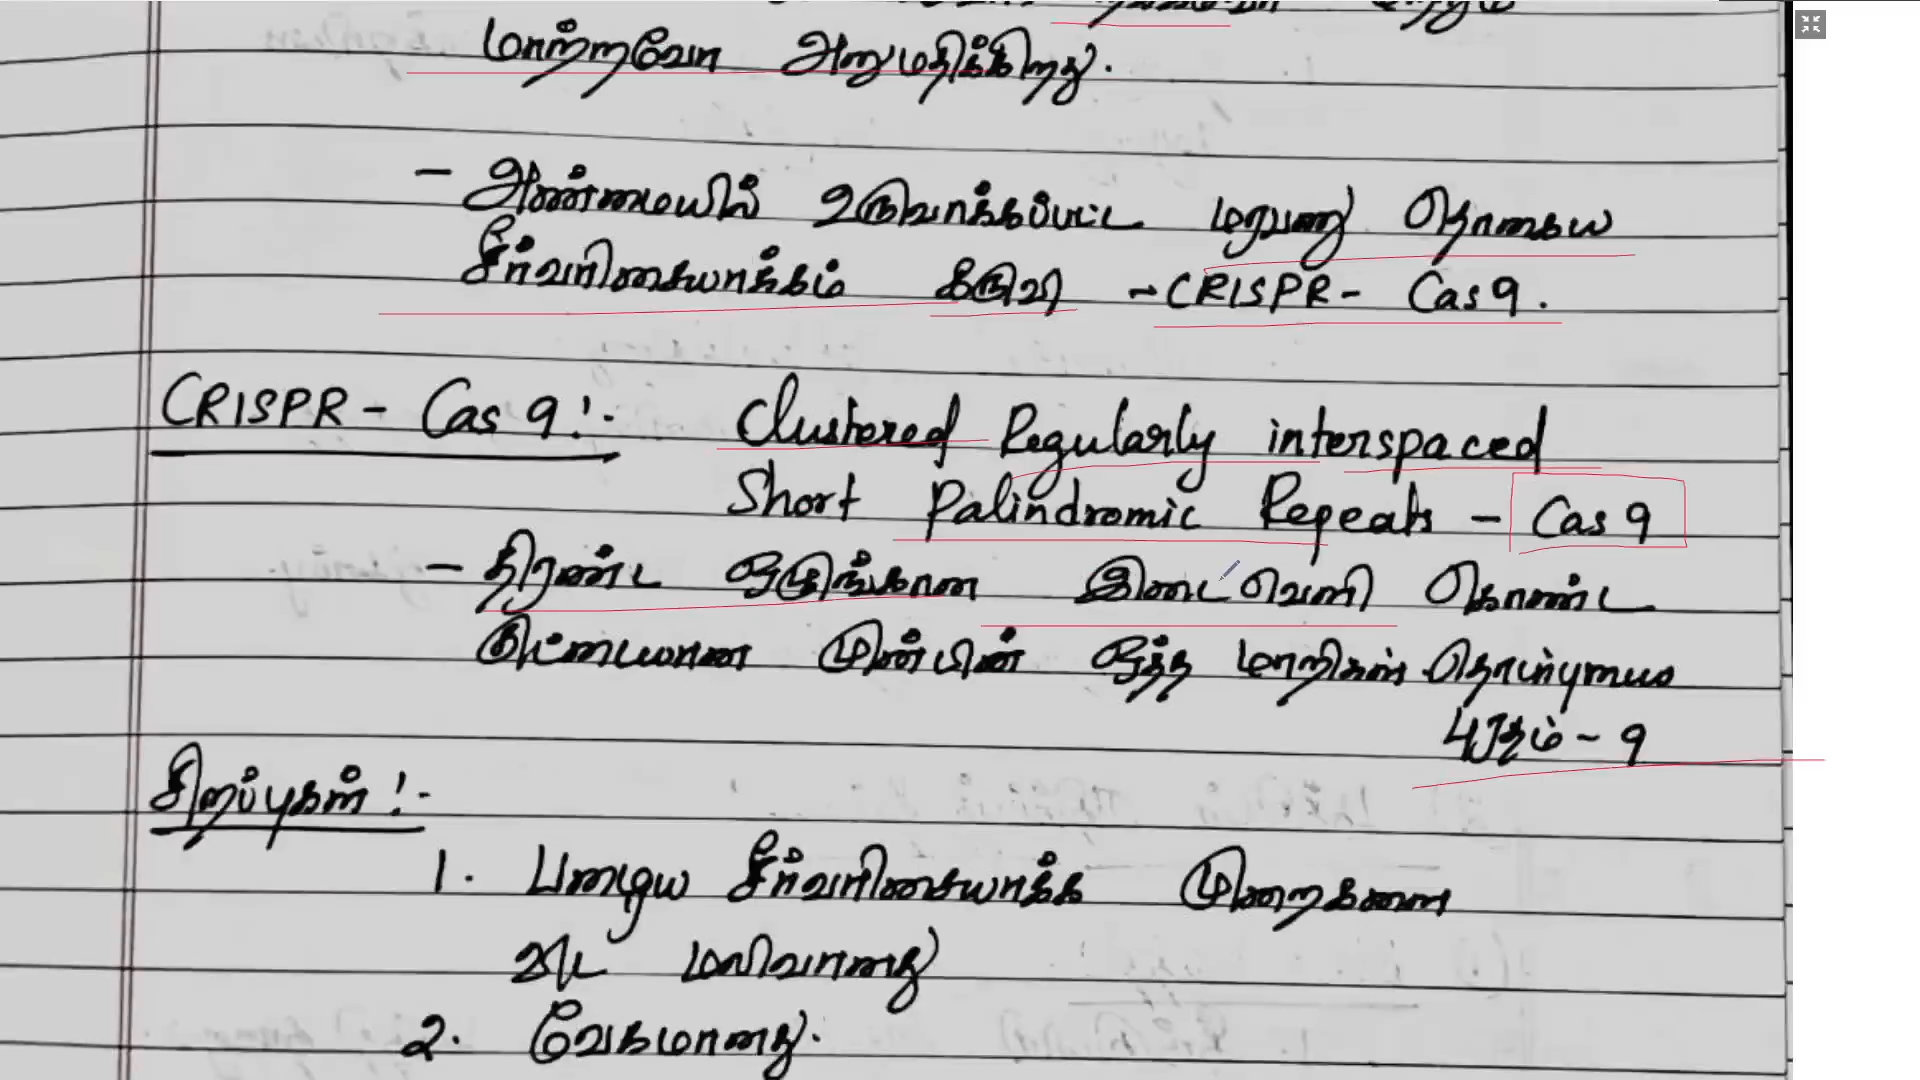 மாற்றவோ அனுமதிக்கிறது.
- அண்மையில் உருவாக்கப்பட்ட மரபணு தொகைய
சீர்வரிசையாக்கம் கருவி - CRISPR - Cas 9.
CRISPR - Cas 9 :- Clustered Regularly interspaced
Short Palindromic Repeats - Cas 9
- திரண்ட ஒழுங்கான இடைவெளி கொண்ட
குட்டையான முன்பின் ஒத்த மாறிகள் தொடர்புடைய
புரதம் - 9
சிறப்புகள் :-
1. பழைய சீர்வரிசையாக்க முறைகளை
விட மலிவானது
2. வேகமானது.